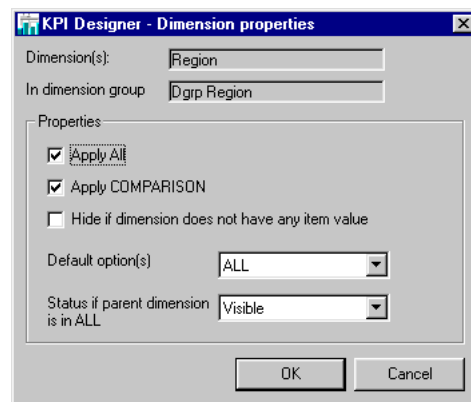 KPI Designer - Dimension properties
Dimension(s): Region
In dimension group Dgrp Region
Properties
Apply All
Apply COMPARISON
Hide if dimension does not have any item value
Default option(s) ALL
Status if parent dimension Visible
is in ALL
OK Cancel